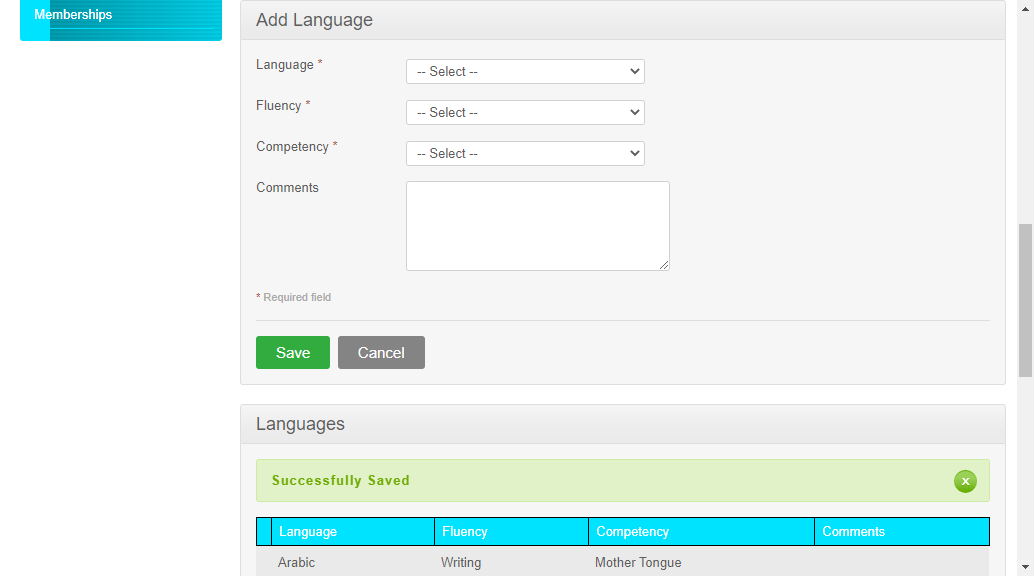 Memberships
Add Language
Language *
-- Select --
Fluency *
-- Select --
Competency *
-- Select --
Comments
* Required field
Save Cancel
Languages
Successfully Saved x
Language Fluency Competency Comments
Arabic Writing Mother Tongue